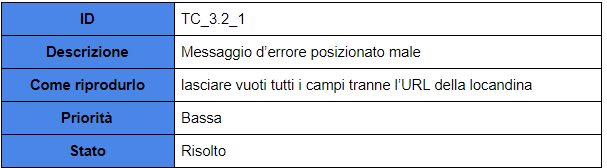 ID TC_3.2_1
Descrizione Messaggio d’errore posizionato male
Come riprodurlo lasciare vuoti tutti i campi tranne l’URL della locandina
Priorità Bassa
Stato Risolto